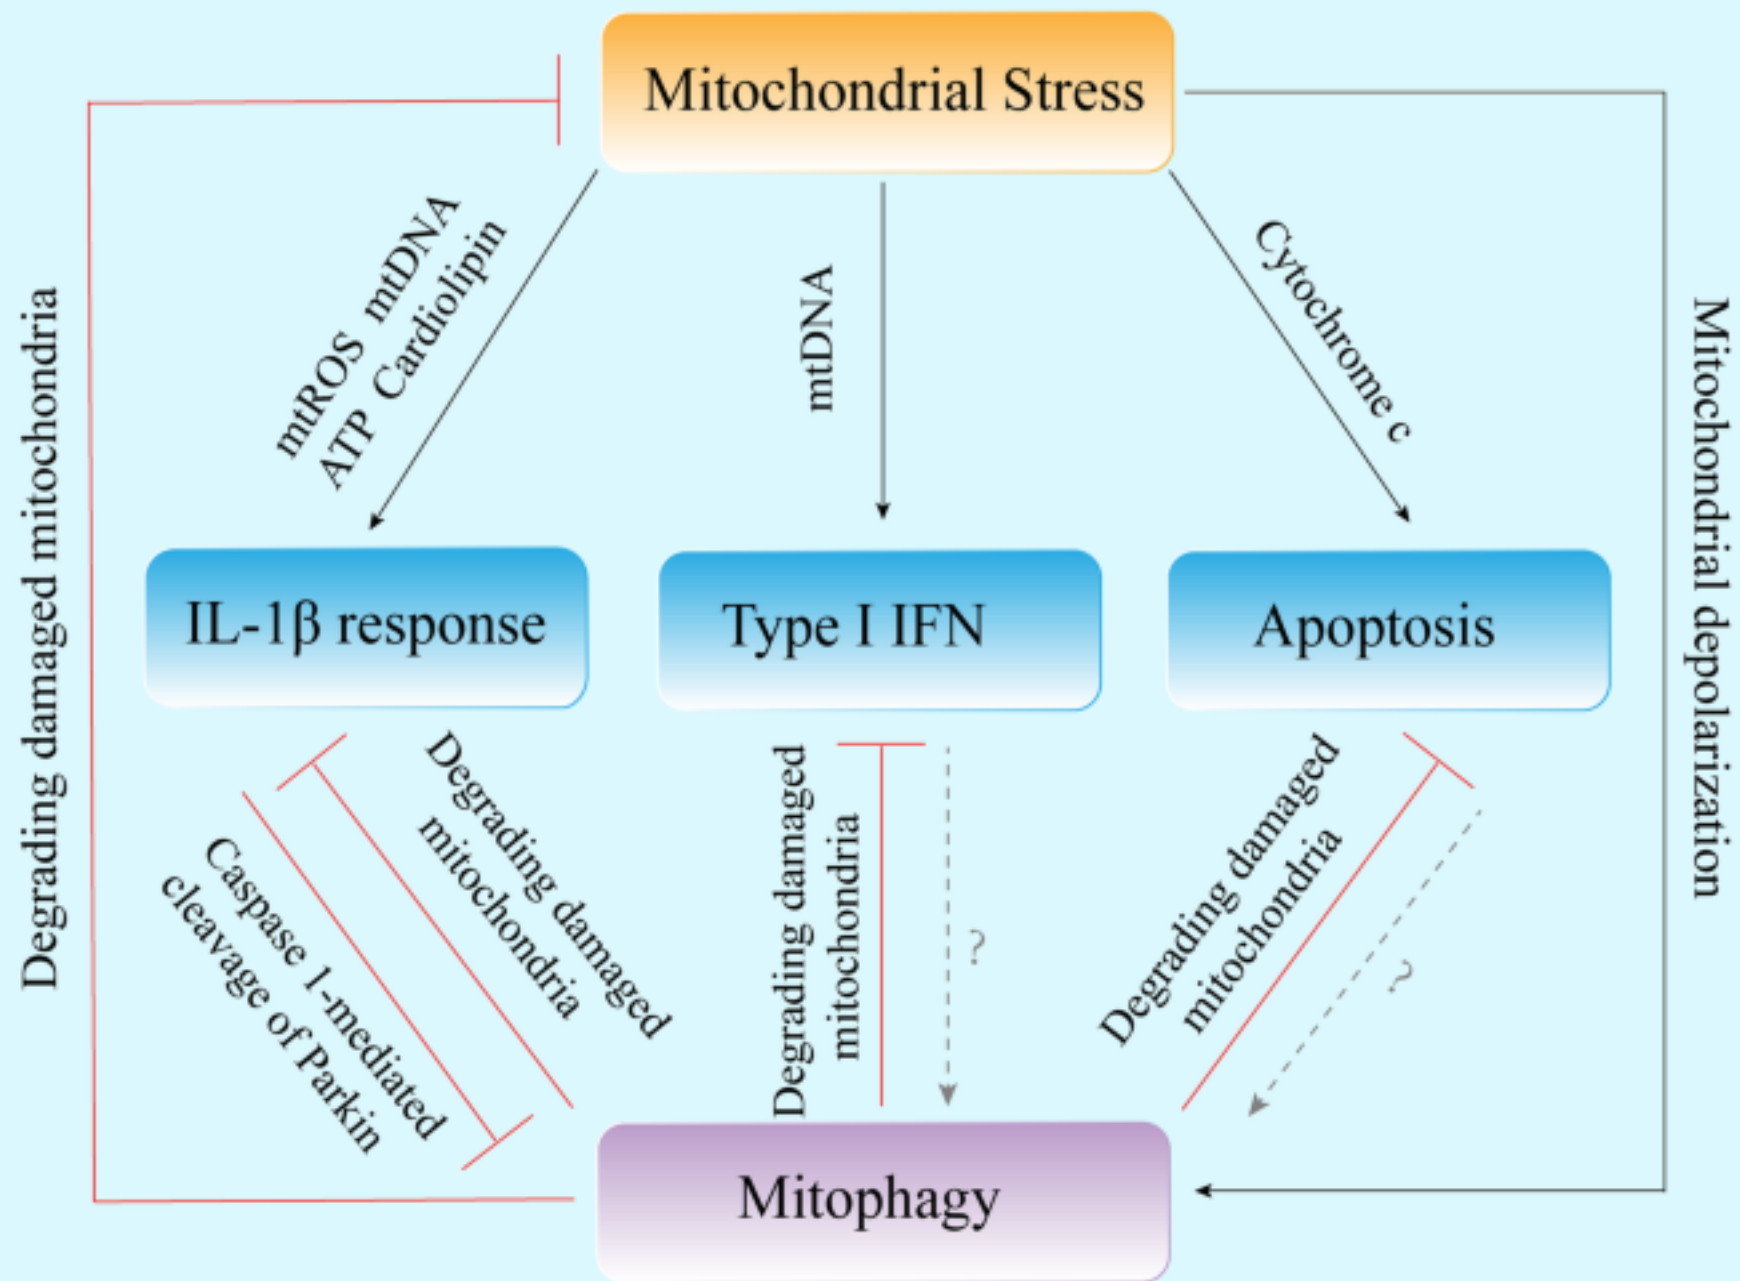 Mitochondrial Stress
mtROS mtDNA
ATP Cardiolipin
mtDNA
Cytochrome c
Degrading damaged mitochondria
Mitochondrial depolarization
IL-1β response
Type I IFN
Apoptosis
Degrading damaged
mitochondria
Caspase 1-mediated
cleavage of Parkin
Degrading damaged
mitochondria
?
Degrading damaged
mitochondria
?
Mitophagy